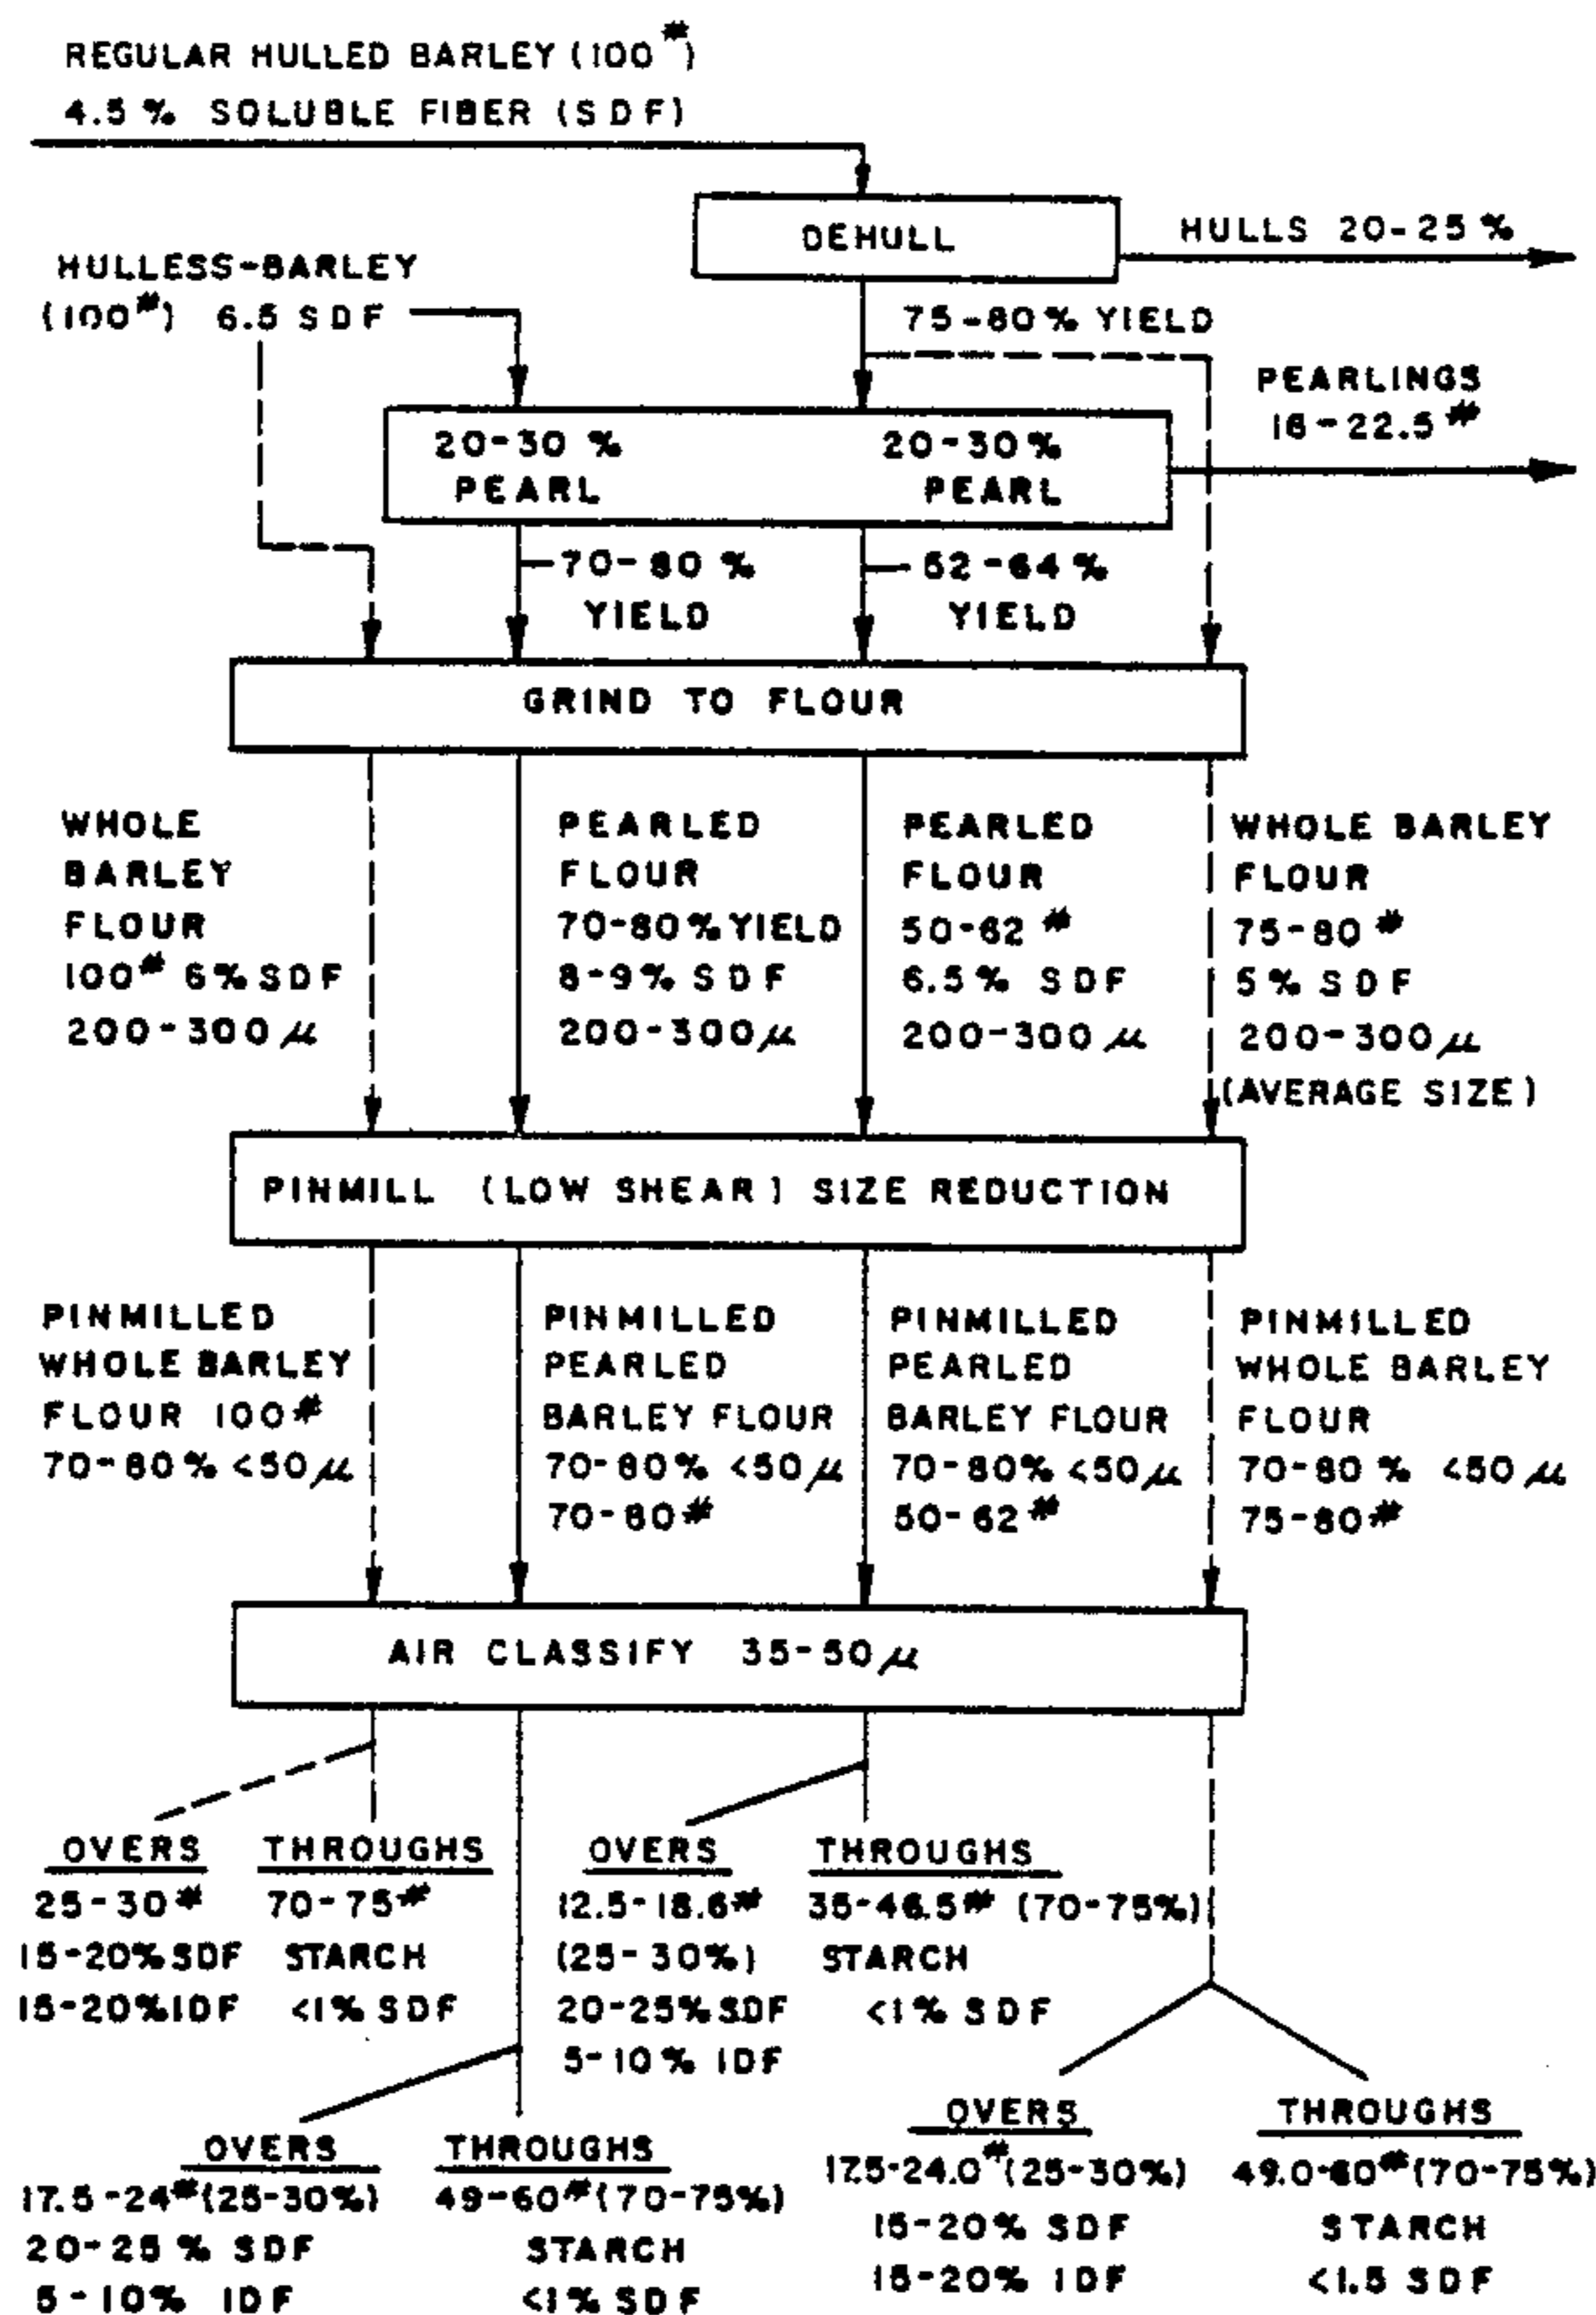 REGULAR HULLED BARLEY (100#)
4.5% SOLUBLE FIBER (SDF)
DEHULL
HULLS 20-25%
HULLESS-BARLEY
(100#) 6.5 SDF
75-80% YIELD
PEARLINGS
16-22.5#
20-30%
PEARL
20-30%
PEARL
70-80%
YIELD
52-64%
YIELD
GRIND TO FLOUR
WHOLE
BARLEY
FLOUR
100# 6% SDF
200-300μ
PEARLED
FLOUR
70-80% YIELD
8-9% SDF
200-300μ
PEARLED
FLOUR
50-62#
6.5% SDF
200-300μ
WHOLE BARLEY
FLOUR
75-80#
5% SDF
200-300μ
(AVERAGE SIZE)
PINMILL (LOW SHEAR) SIZE REDUCTION
PINMILLED
WHOLE BARLEY
FLOUR 100#
70-80% <50μ
PINMILLED
PEARLED
BARLEY FLOUR
70-80% <50μ
70-80#
PINMILLED
PEARLED
BARLEY FLOUR
70-80% <50μ
50-62#
PINMILLED
WHOLE BARLEY
FLOUR
70-80% <50μ
75-80#
AIR CLASSIFY 35-50μ
OVERS
25-30#
15-20% SDF
15-20% IDF
THROUGHS
70-75#
STARCH
<1% SDF
OVERS
12.5-18.6#
(25-30%)
20-25% SDF
5-10% IDF
THROUGHS
35-46.5# (70-75%)
STARCH
<1% SDF
OVERS
17.5-24# (25-30%)
20-25% SDF
5-10% IDF
THROUGHS
49-60# (70-75%)
STARCH
<1% SDF
OVERS
17.5-24.0# (25-30%)
15-20% SDF
15-20% IDF
THROUGHS
49.0-60# (70-75%)
STARCH
<1.5 SDF